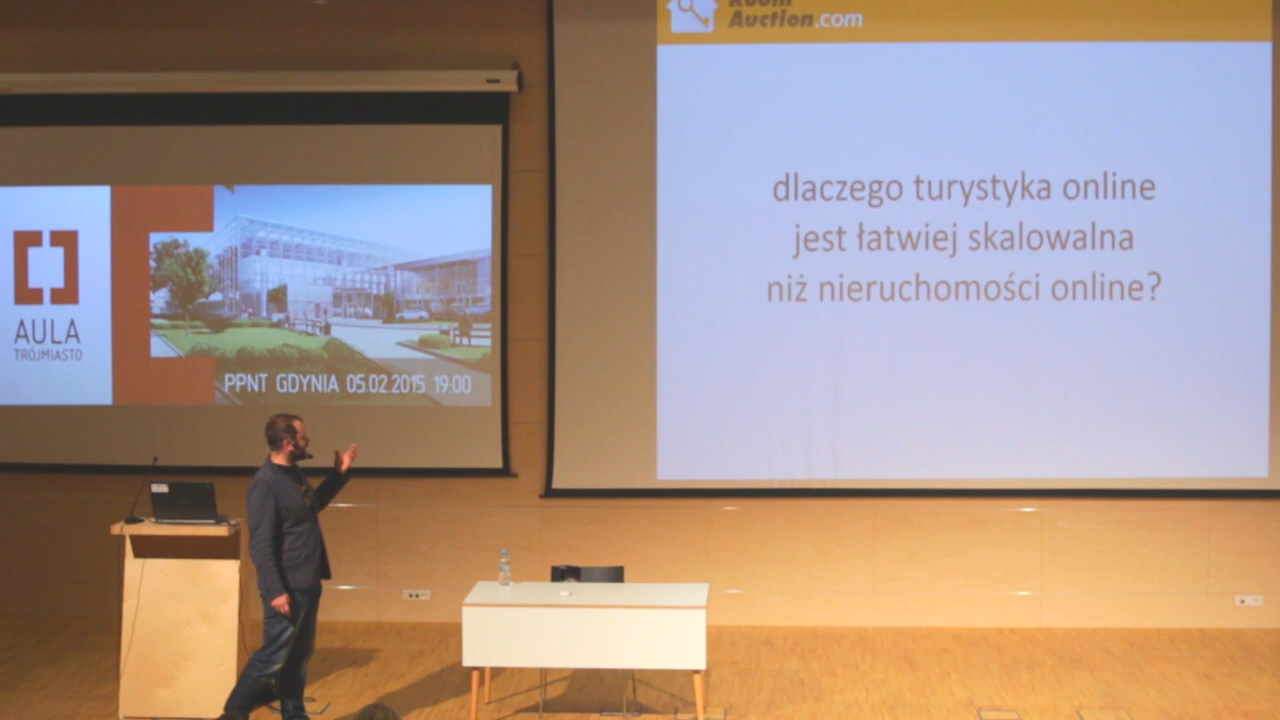 AULA
TRÓJMIASTO
PPNT GDYNIA 05.02.2015 19:00
Room
Auction.com
dlaczego turystyka online
jest łatwiej skalowalna
niż nieruchomości online?